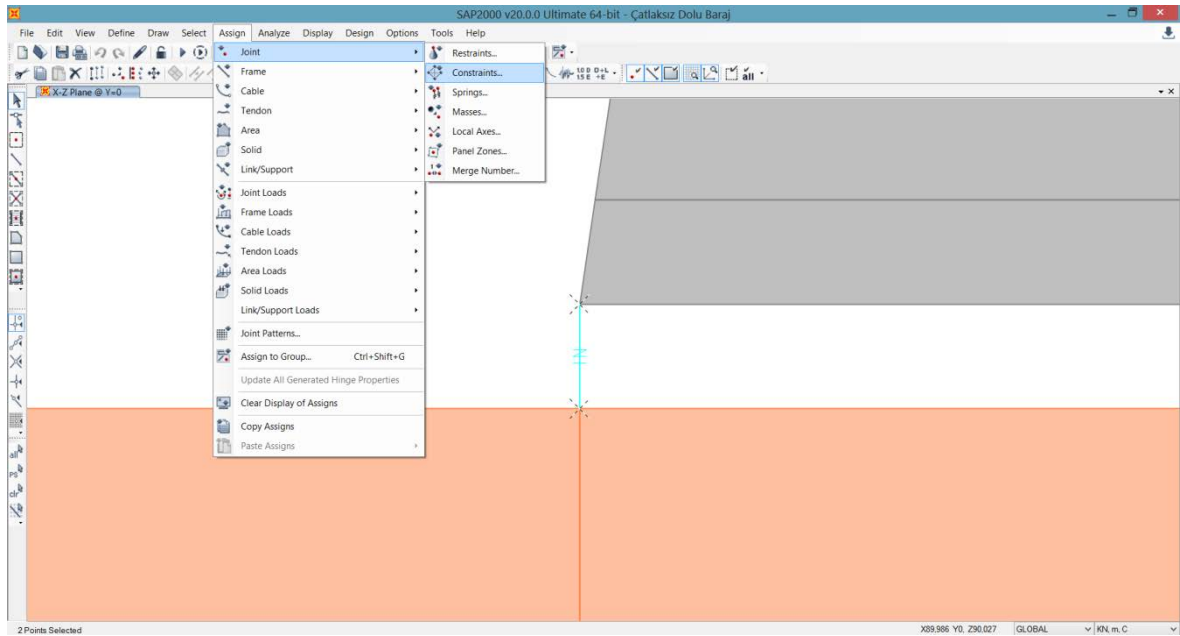 SAP2000 v20.0.0 Ultimate 64-bit - Çatlaksız Dolu Baraj
File Edit View Define Draw Select Assign Analyze Display Design Options Tools Help
X-Z Plane @ Y=0
Joint
Frame
Cable
Tendon
Area
Solid
Link/Support
Joint Loads
Frame Loads
Cable Loads
Tendon Loads
Area Loads
Solid Loads
Link/Support Loads
Joint Patterns...
Assign to Group... Ctrl+Shift+G
Update All Generated Hinge Properties
Clear Display of Assigns
Copy Assigns
Paste Assigns
Restraints...
Constraints...
Springs...
Masses...
Local Axes...
Panel Zones...
Merge Number...
all
all
PS
clr
2 Points Selected
X89,986 Y0, Z90,027 GLOBAL KN, m, C